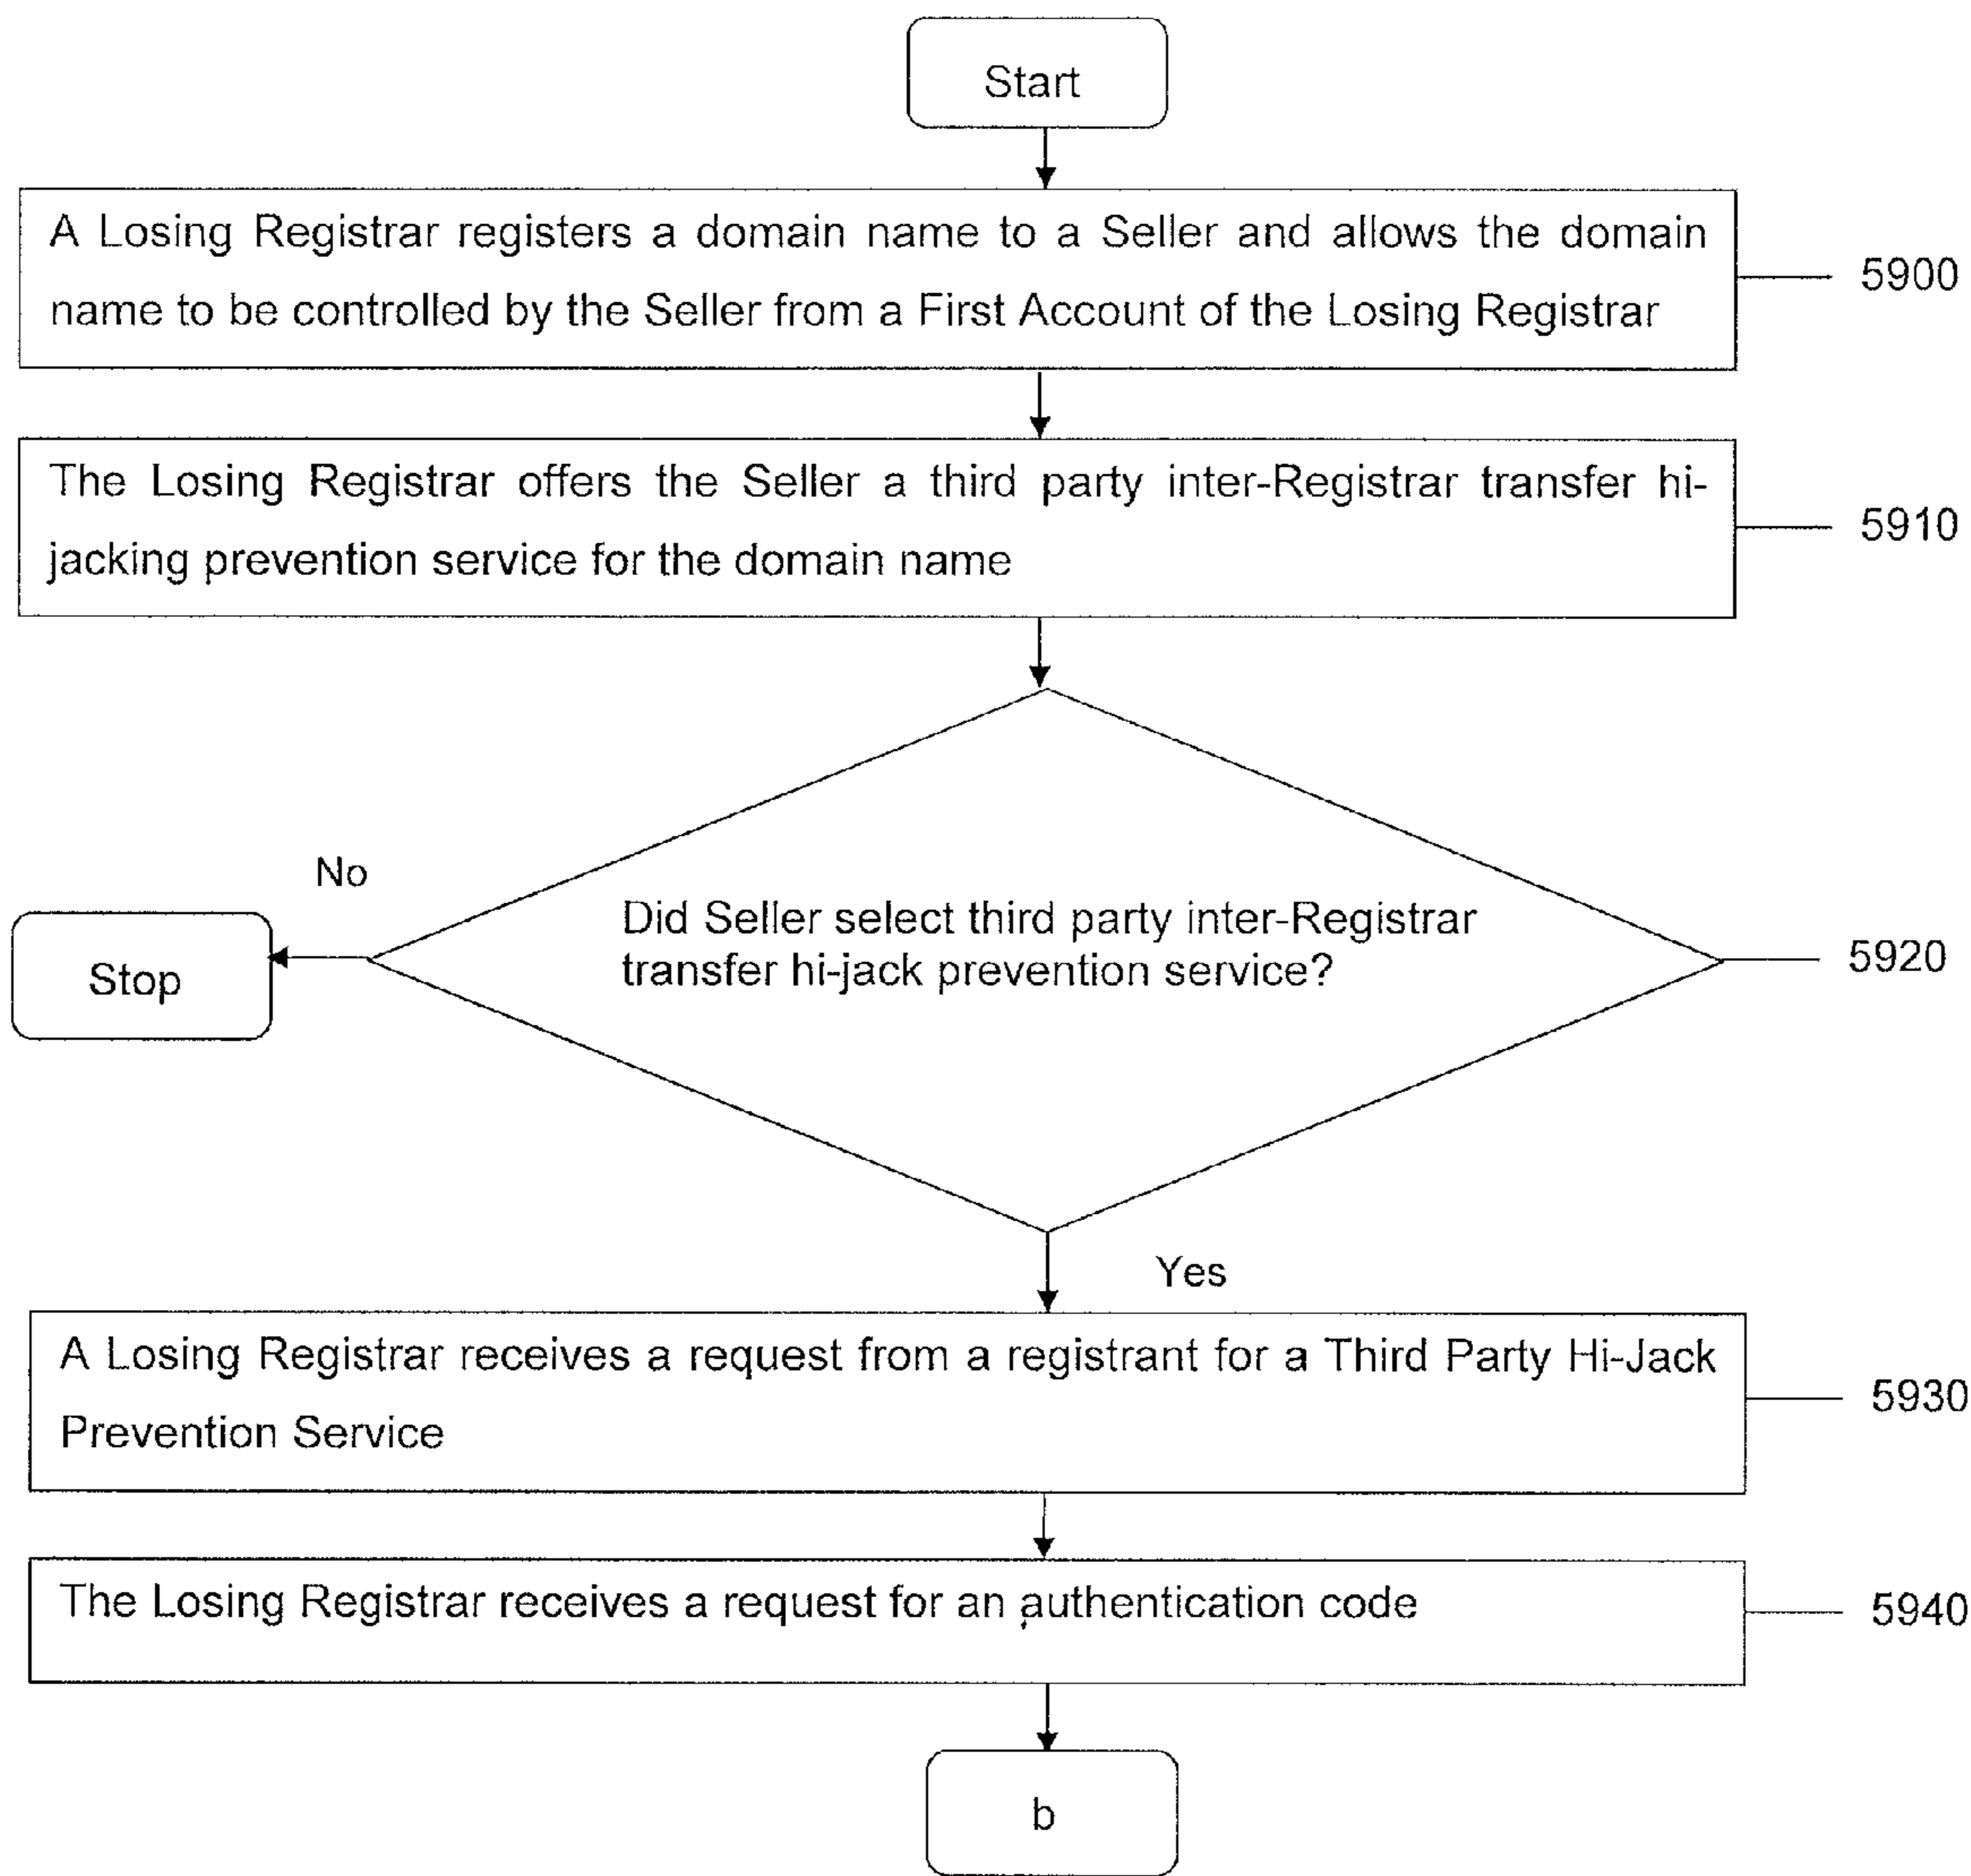 Start
A Losing Registrar registers a domain name to a Seller and allows the domain
name to be controlled by the Seller from a First Account of the Losing Registrar
5900
The Losing Registrar offers the Seller a third party inter-Registrar transfer hi-
jacking prevention service for the domain name
5910
No
Did Seller select third party inter-Registrar
transfer hi-jack prevention service?
5920
Stop
Yes
A Losing Registrar receives a request from a registrant for a Third Party Hi-Jack
Prevention Service
5930
The Losing Registrar receives a request for an authentication code
5940
b